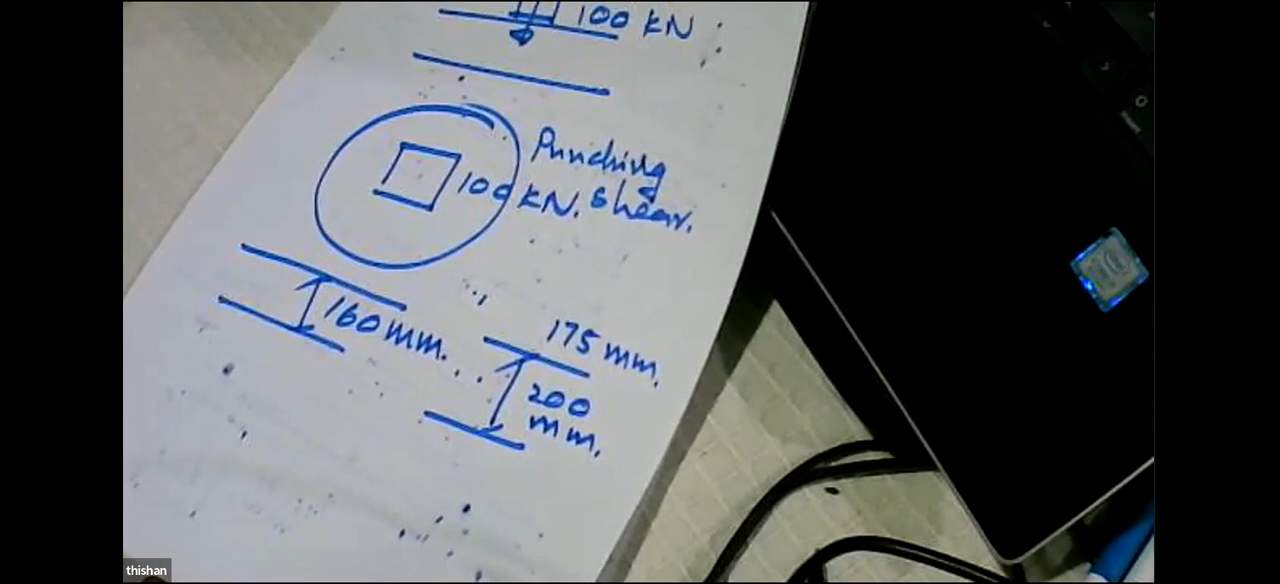 100 KN
Punching
100 KN. Shear.
160 mm.
175 mm.
200
mm.
thishan